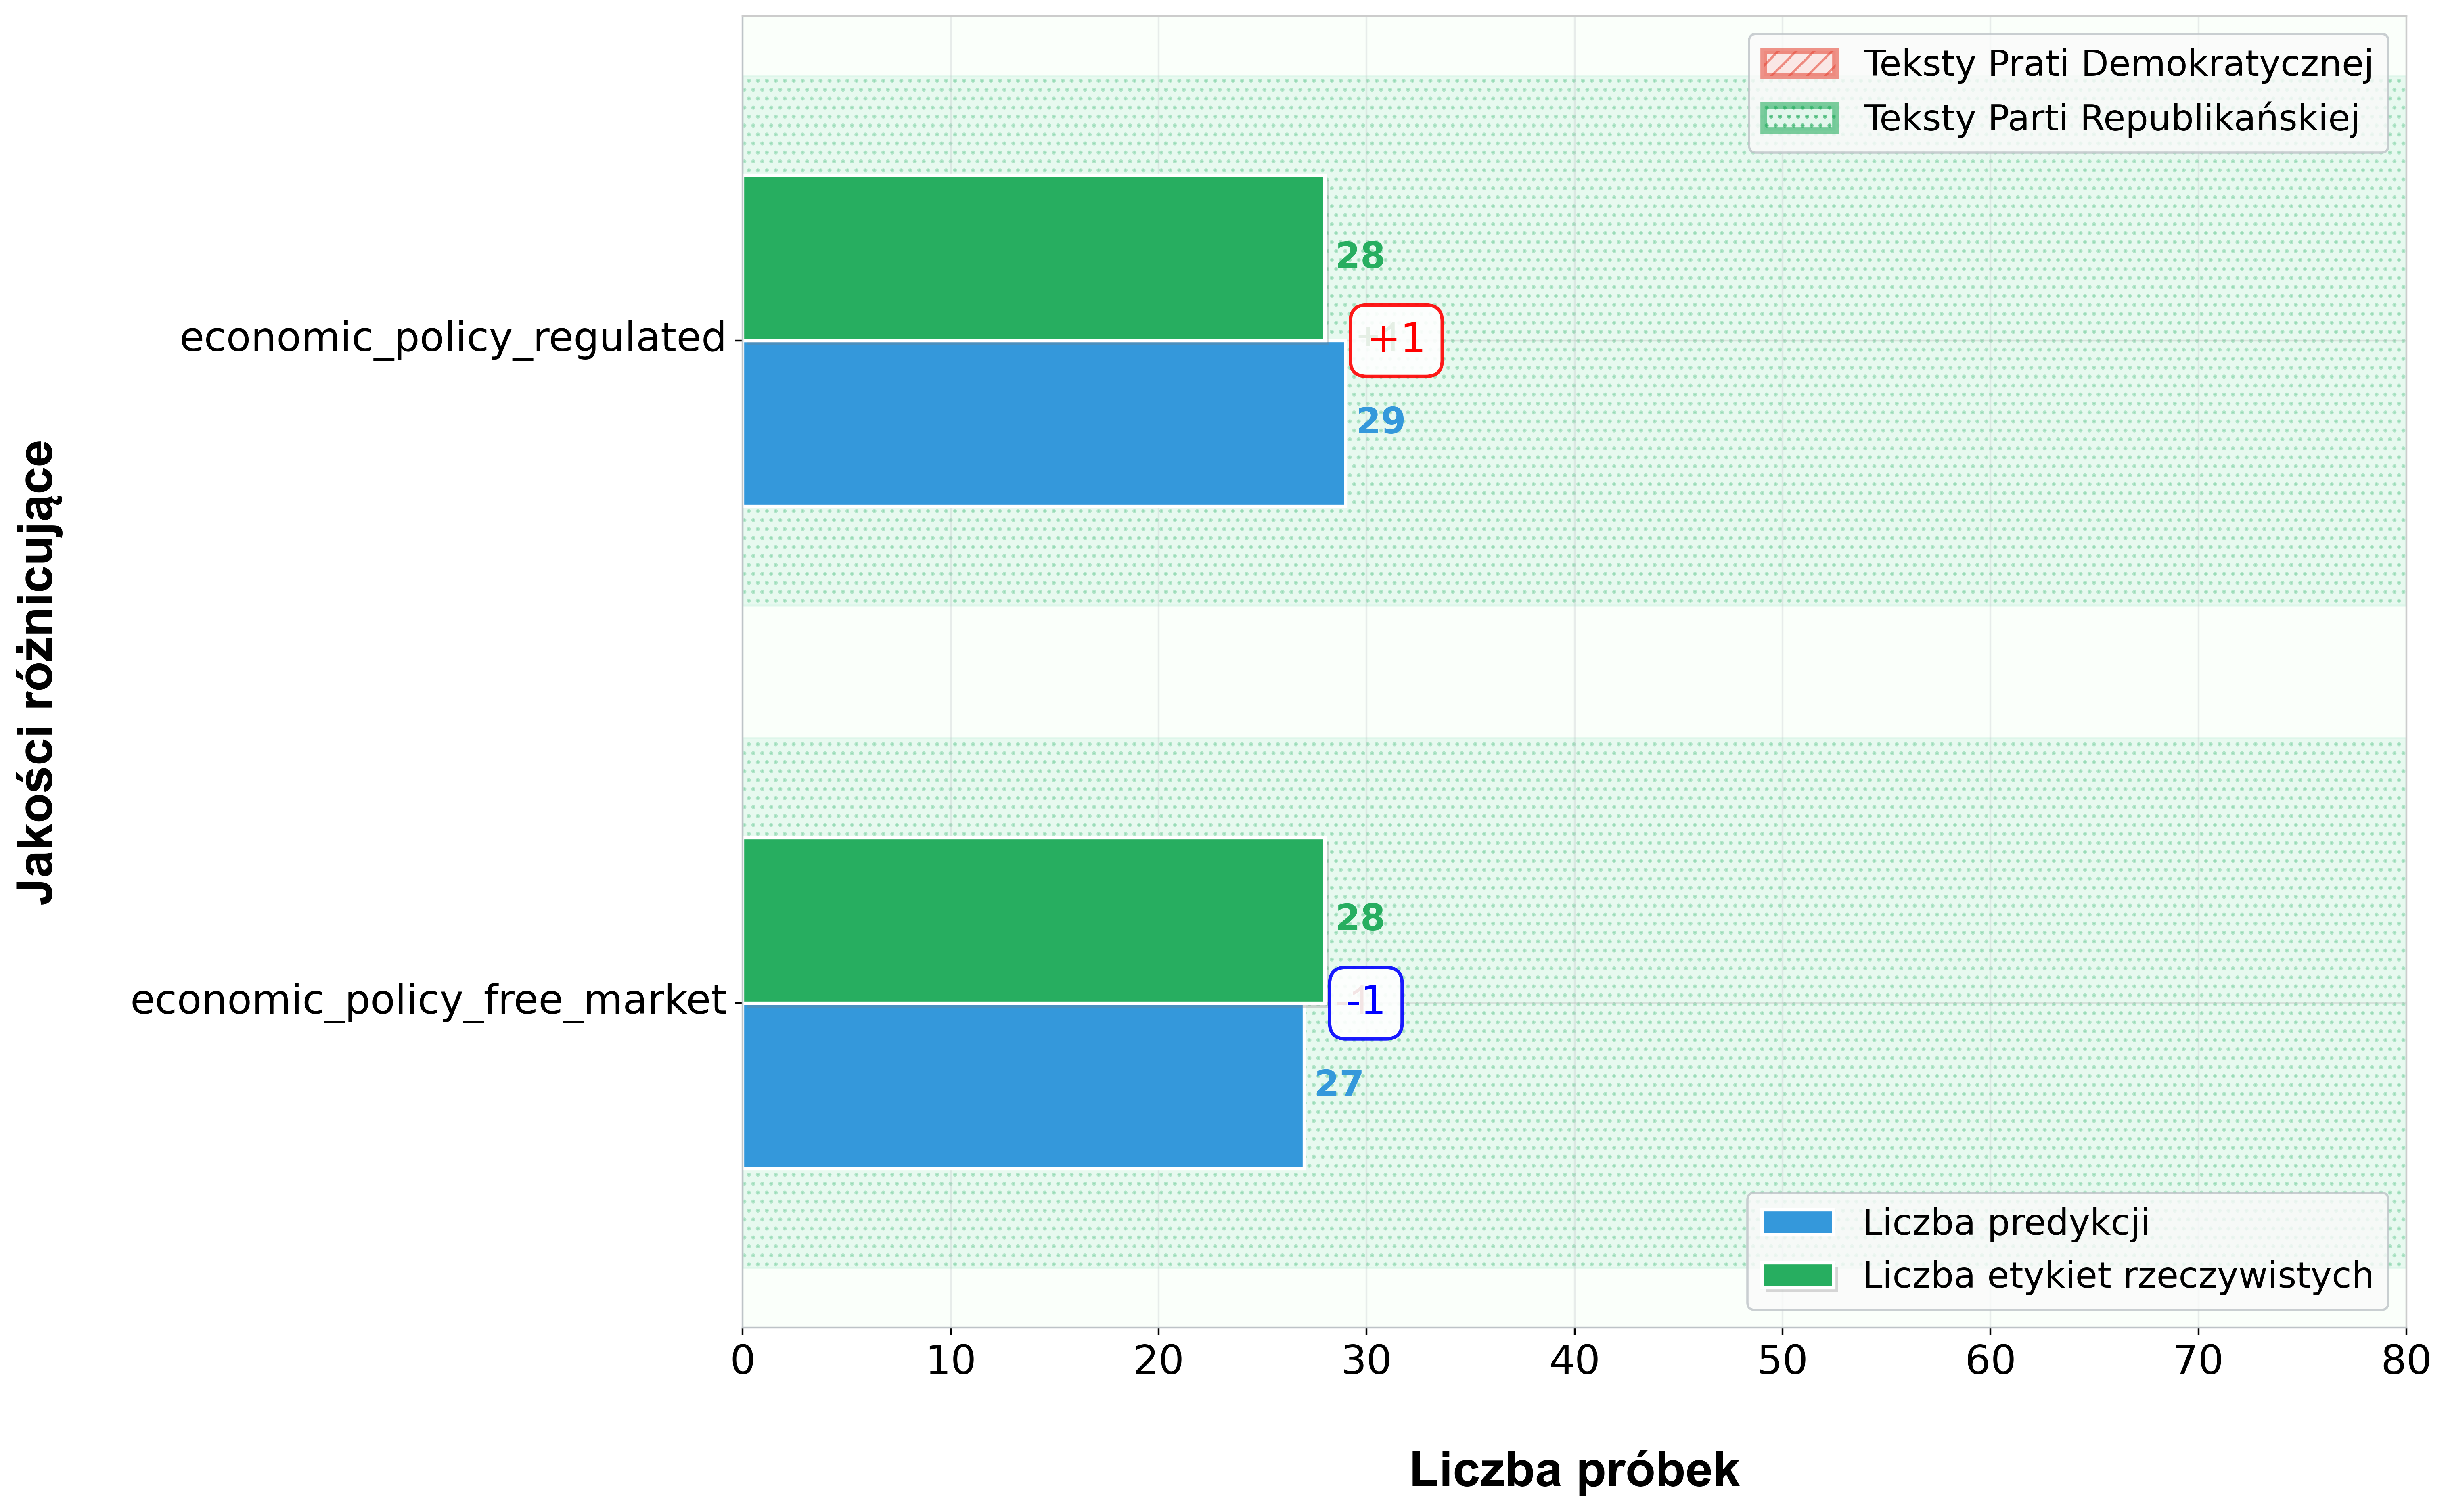 Teksty Prati Demokratycznej
Teksty Parti Republikańskiej
28
economic_policy_regulated
+1
29
Jakości różnicujące
28
economic_policy_free_market
-1
27
Liczba predykcji
Liczba etykiet rzeczywistych
0 10 20 30 40 50 60 70 80
Liczba próbek